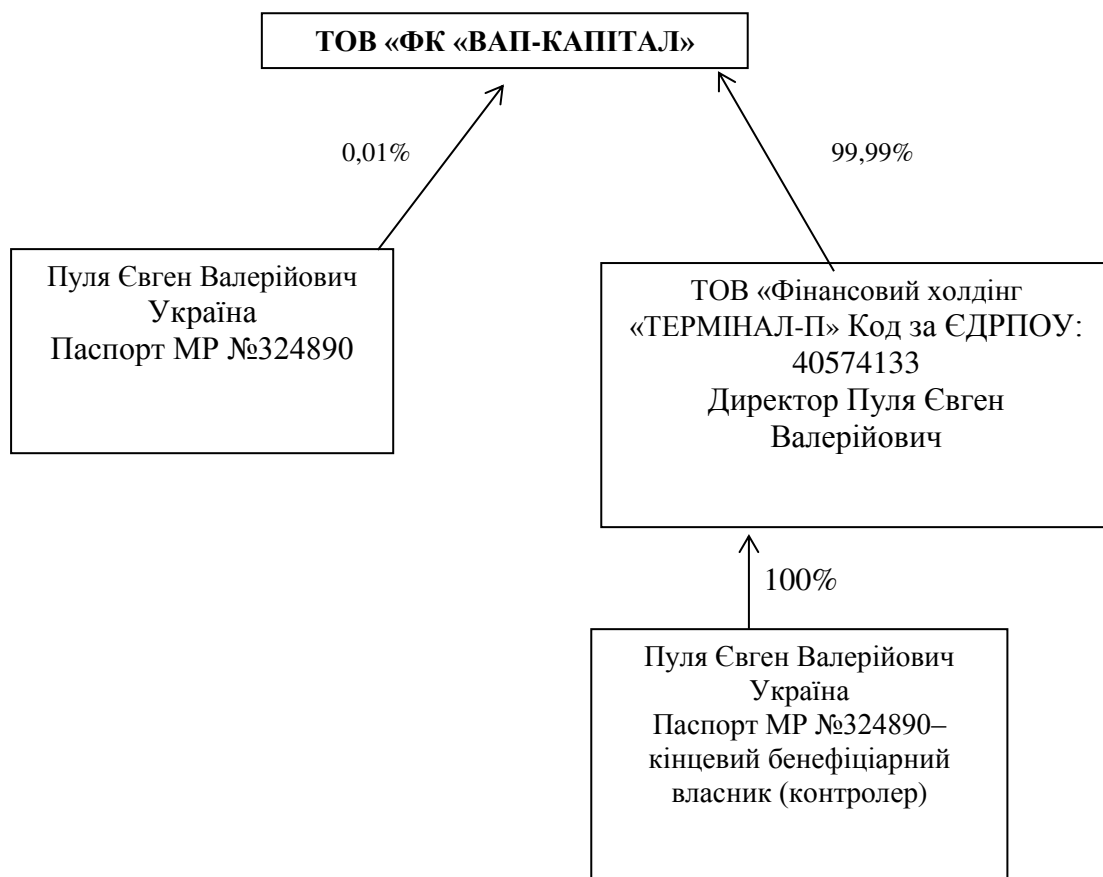 ТОВ «ФК «ВАП-КАПІТАЛ»
0,01%
99,99%
Пуля Євген Валерійович
Україна
Паспорт МР №324890
ТОВ «Фінансовий холдінг
«ТЕРМІНАЛ-П» Код за ЄДРПОУ:
40574133
Директор Пуля Євген
Валерійович
100%
Пуля Євген Валерійович
Україна
Паспорт МР №324890–
кінцевий бенефіціарний
власник (контролер)